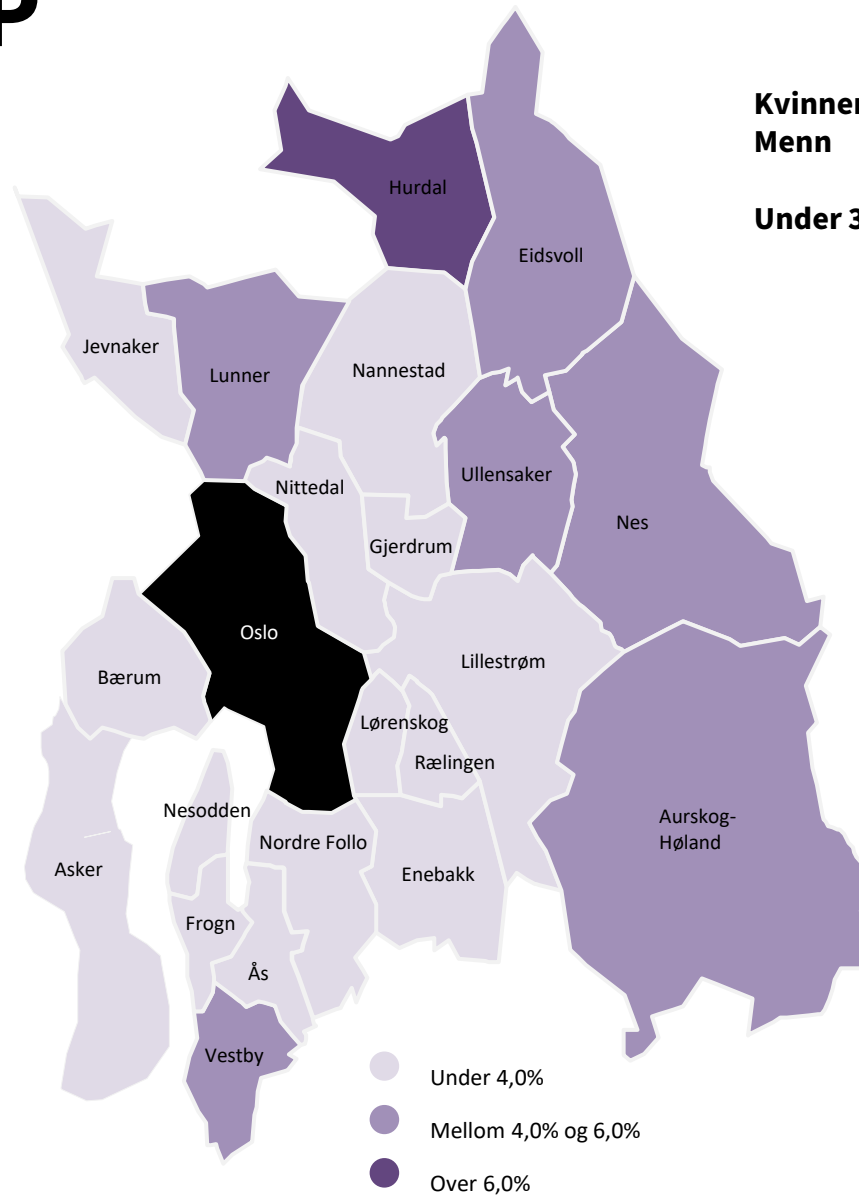 P
Kvinner
Menn
Under 3
Hurdal
Eidsvoll
Jevnaker
Lunner
Nannestad
Ullensaker
Nittedal
Nes
Gjerdrum
Oslo
Lillestrøm
Bærum
Lørenskog
Rælingen
Nesodden
Aurskog-
Høland
Nordre Follo
Asker
Enebakk
Frogn
Ås
Vestby
Under 4,0%
Mellom 4,0% og 6,0%
Over 6,0%